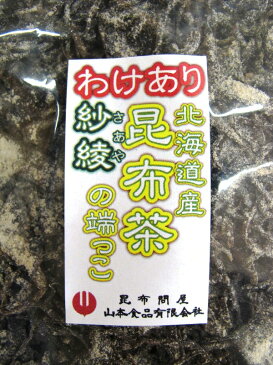 わけあり
北海道産
昆布茶
紗綾
さあや
の端っこ
昆布問屋
山本食品有限会社